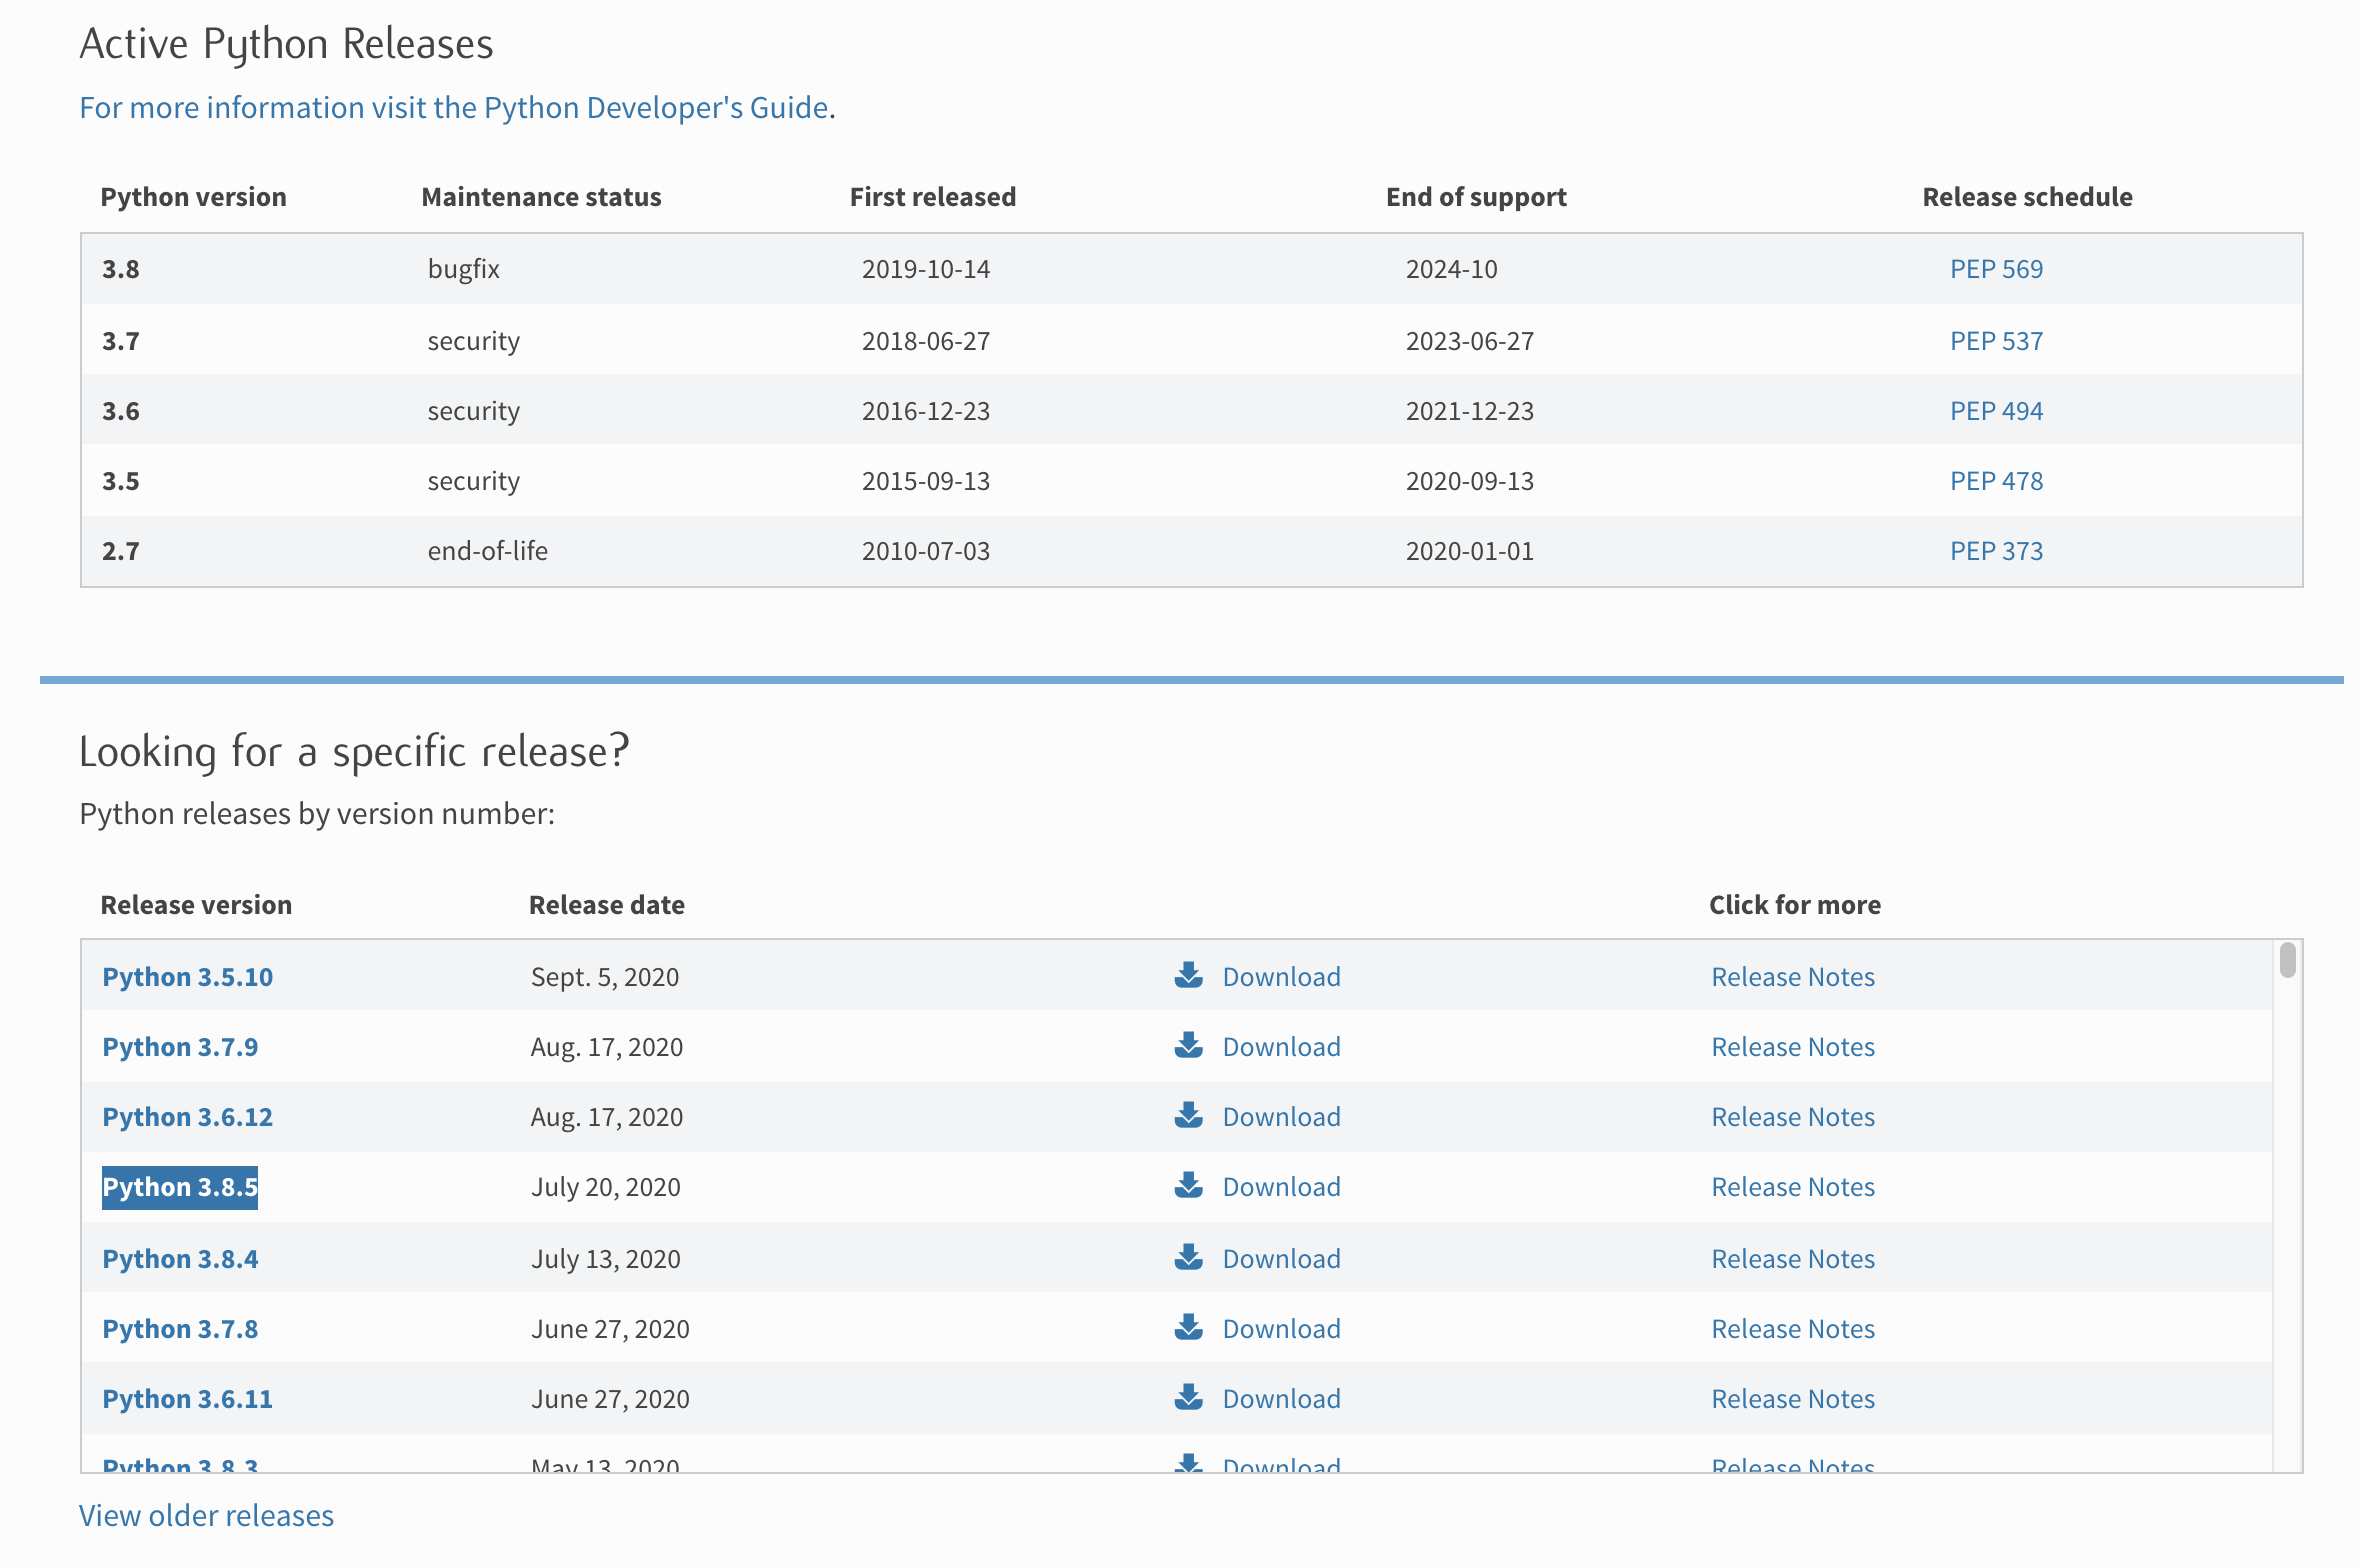 Active Python Releases
For more information visit the Python Developer's Guide.
Python version Maintenance status First released End of support Release schedule
3.8 bugfix 2019-10-14 2024-10 PEP 569
3.7 security 2018-06-27 2023-06-27 PEP 537
3.6 security 2016-12-23 2021-12-23 PEP 494
3.5 security 2015-09-13 2020-09-13 PEP 478
2.7 end-of-life 2010-07-03 2020-01-01 PEP 373
Looking for a specific release?
Python releases by version number:
Release version Release date Click for more
Python 3.5.10 Sept. 5, 2020 Download Release Notes
Python 3.7.9 Aug. 17, 2020 Download Release Notes
Python 3.6.12 Aug. 17, 2020 Download Release Notes
Python 3.8.5 July 20, 2020 Download Release Notes
Python 3.8.4 July 13, 2020 Download Release Notes
Python 3.7.8 June 27, 2020 Download Release Notes
Python 3.6.11 June 27, 2020 Download Release Notes
Python 3.8.3 May 13, 2020 Download Release Notes
View older releases